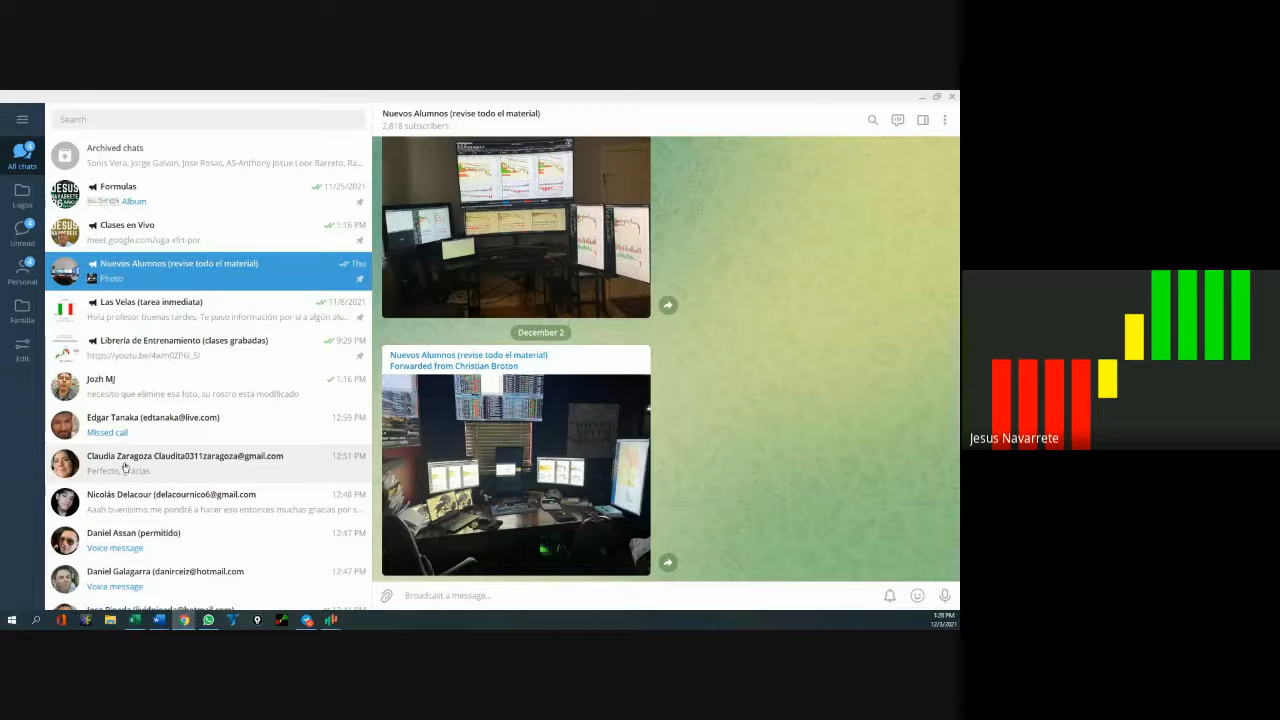 Search
All chats
Logos
Unread
Personal
Familia
Edit
4
4
4
Archived chats
Sonis Vera, Jorge Galvan, Jose Rosas, AS-Anthony Josue Loor Barreto, Ra...
Formulas
11/25/2021
Album
Clases en Vivo
1:16 PM
meet.google.com/uga-xfrt-por
Nuevos Alumnos (revise todo el material)
Thu
Photo
Las Velas (tarea inmediata)
11/8/2021
Hola profesor buenas tardes. Te paso información por si a algún alu...
Librería de Entrenamiento (clases grabadas)
9:29 PM
Jozh MJ
1:16 PM
necesito que elimine esa foto, su rostro esta modificado
Edgar Tanaka (edtanaka@live.com)
12:59 PM
Missed call
Claudia Zaragoza Claudita0311zaragoza@gmail.com
12:51 PM
Perfecto, gracias
Nicolás Delacour (delacournico6@gmail.com
12:48 PM
Aaah buenisimo me pondré a hacer eso entonces muchas gracias por s...
Daniel Assan (permitido)
12:47 PM
Voice message
Daniel Galagarra (danirceiz@hotmail.com
12:47 PM
Voice message
Nuevos Alumnos (revise todo el material)
2,818 subscribers
December 2
Nuevos Alumnos (revise todo el material)
Forwarded from Christian Broton
Broadcast a message...
1:28 PM
12/3/2021
Jesus Navarrete